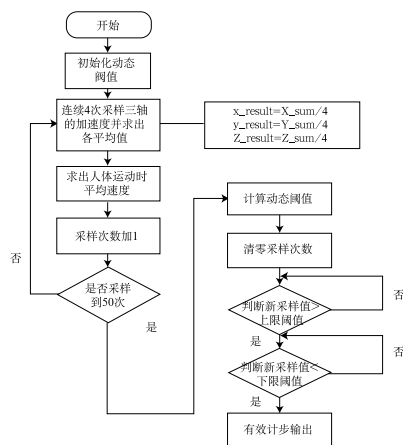 开始
初始化动态
阀值
连续4次采样三轴
的加速度并求出
各平均值
x_result=X_sum/4
y_result=Y_sum/4
Z_result=Z_sum/4
求出人体运动时
平均速度
采样次数加1
是否采样
到50次
否
是
计算动态阈值
清零采样次数
判断新采样值>
上限阈值
否
是
判断新采样值<
下限阈值
否
是
有效计步输出